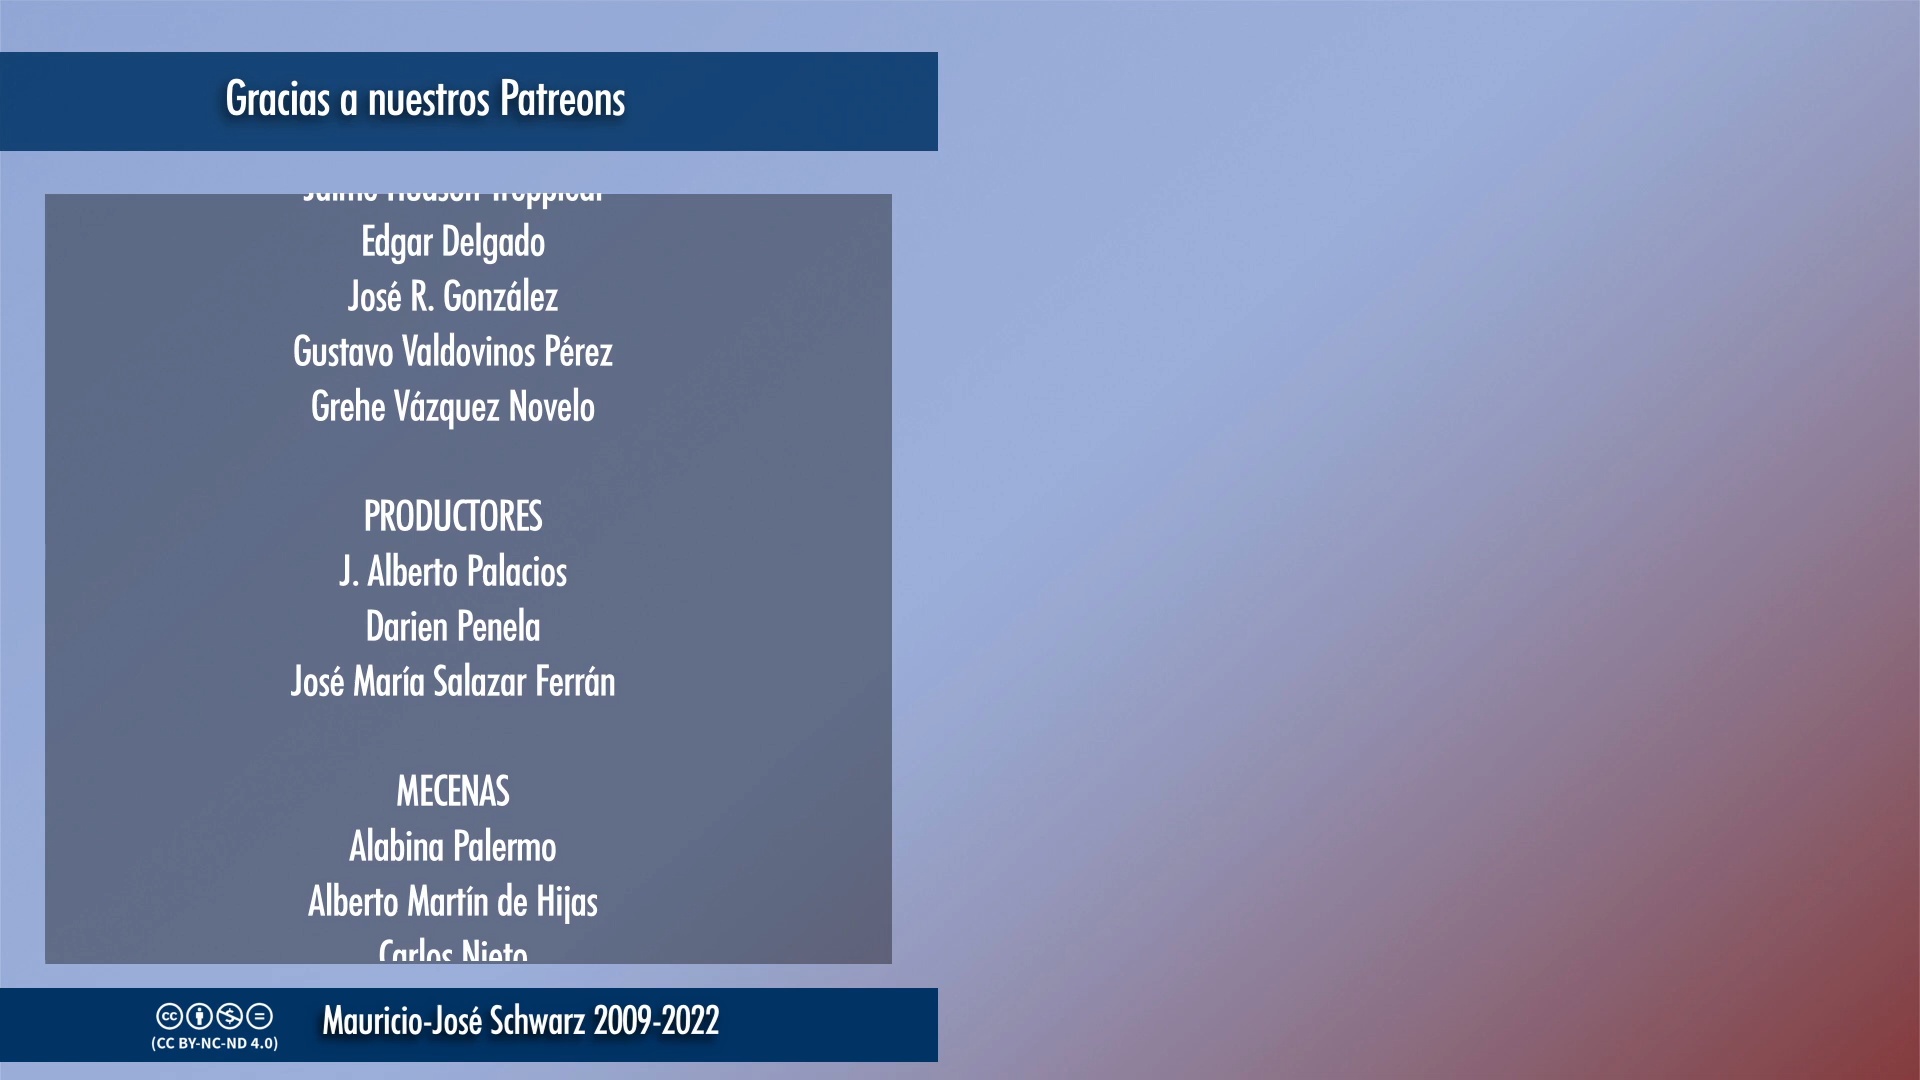 Gracias a nuestros Patreons
Edgar Delgado
José R. González
Gustavo Valdovinos Pérez
Grehe Vázquez Novelo
PRODUCTORES
J. Alberto Palacios
Darien Penela
José María Salazar Ferrán
MECENAS
Alabina Palermo
Alberto Martín de Hijas
Carlos Nieto
(CC BY-NC-ND 4.0)
Mauricio-José Schwarz 2009-2022